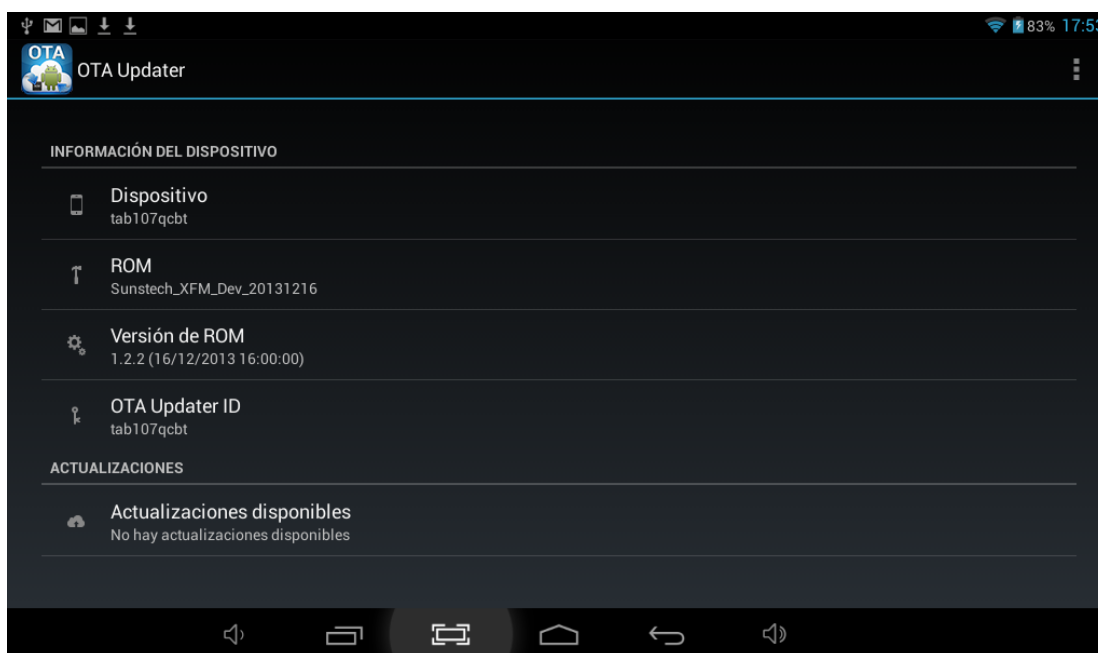 83% 17:53
OTA
OTA Updater
INFORMACIÓN DEL DISPOSITIVO
Dispositivo
tab107qcbt
ROM
Sunstech_XFM_Dev_20131216
Versión de ROM
1.2.2 (16/12/2013 16:00:00)
OTA Updater ID
tab107qcbt
ACTUALIZACIONES
Actualizaciones disponibles
No hay actualizaciones disponibles